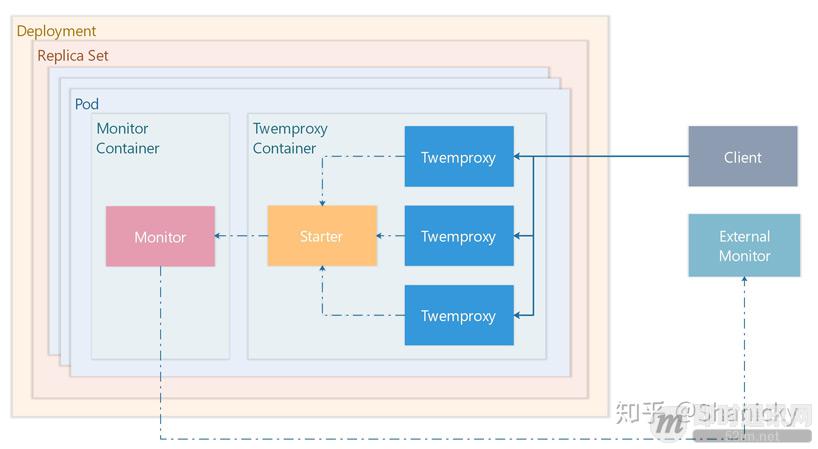 Deployment
Replica Set
Pod
Monitor
Container
Twemproxy
Container
Twemproxy
Client
Monitor
Starter
Twemproxy
External
Monitor
Twemproxy
知乎 @Shanicky
52im.net